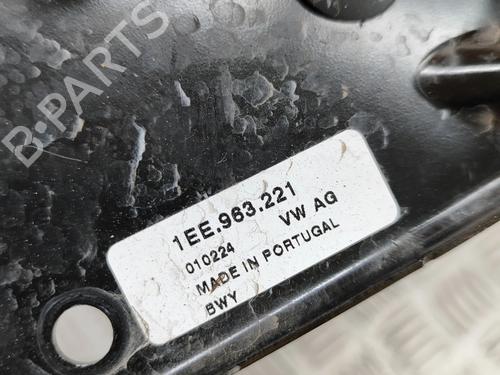 B-PARTS
1EE.963.221
010224 VW AG
MADE IN PORTUGAL
BWY